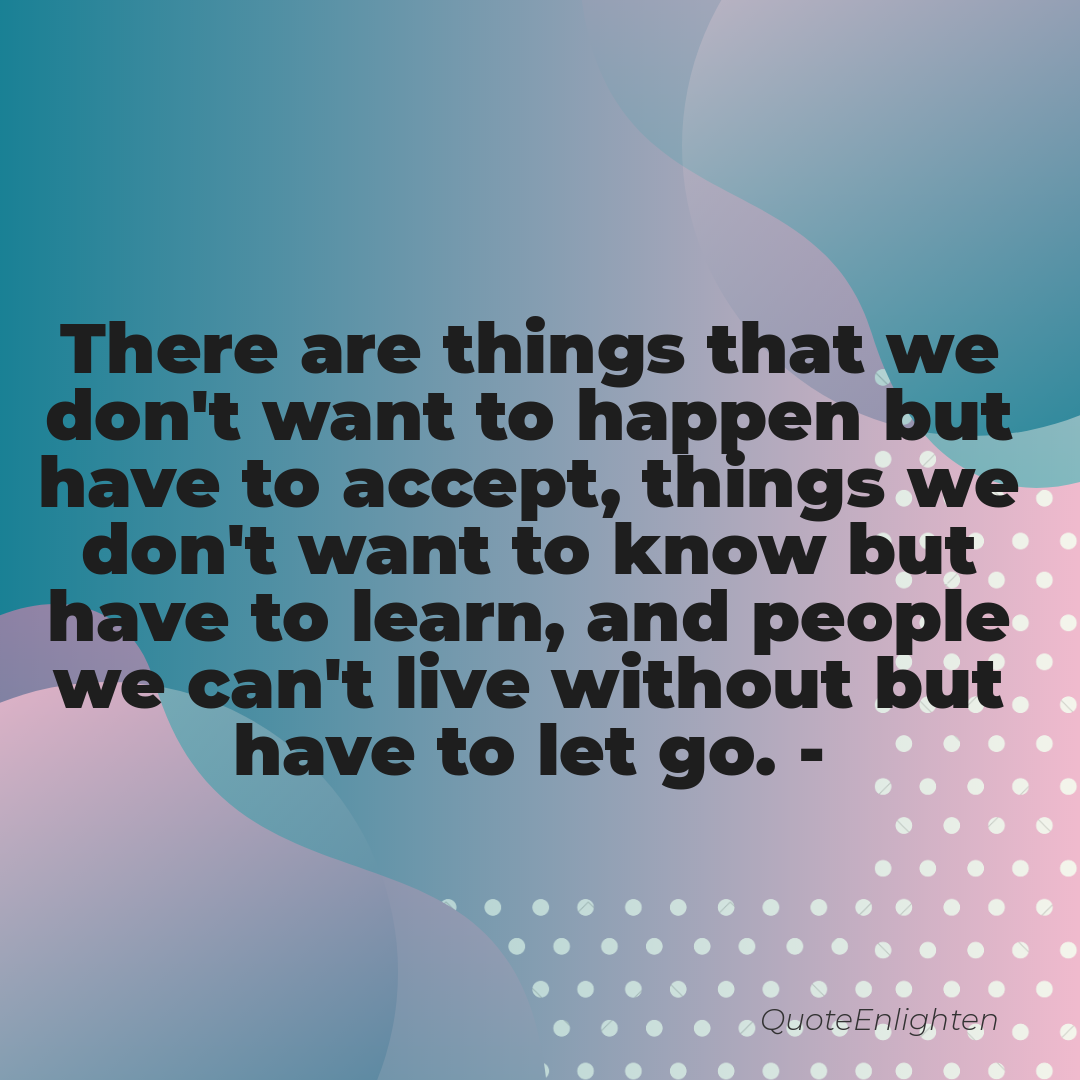 There are things that we
don't want to happen but
have to accept, things we
don't want to know but
have to learn, and people
we can't live without but
have to let go. -
QuoteEnlighten